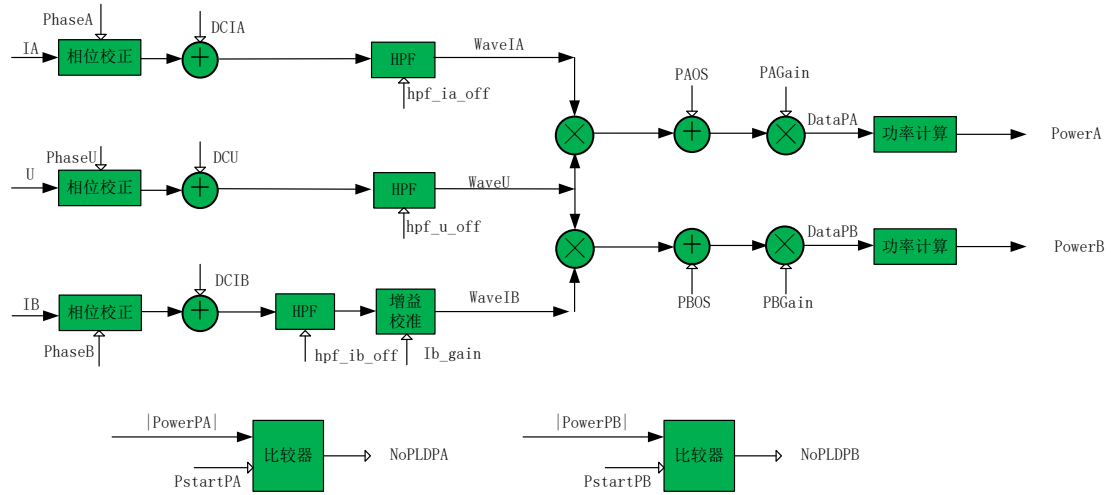 PhaseA
DCIA
IA
相位校正
HPF
WaveIA
hpf_ia_off
PAOS
PAGain
DataPA
功率计算
PowerA
PhaseU
DCU
U
相位校正
HPF
WaveU
hpf_u_off
DataPB
功率计算
PowerB
PBOS
PBGain
DCIB
IB
相位校正
HPF
增益
校准
WaveIB
PhaseB
hpf_ib_off
Ib_gain
|PowerPA|
比较器
NoPLDPA
PstartPA
|PowerPB|
比较器
NoPLDPB
PstartPB